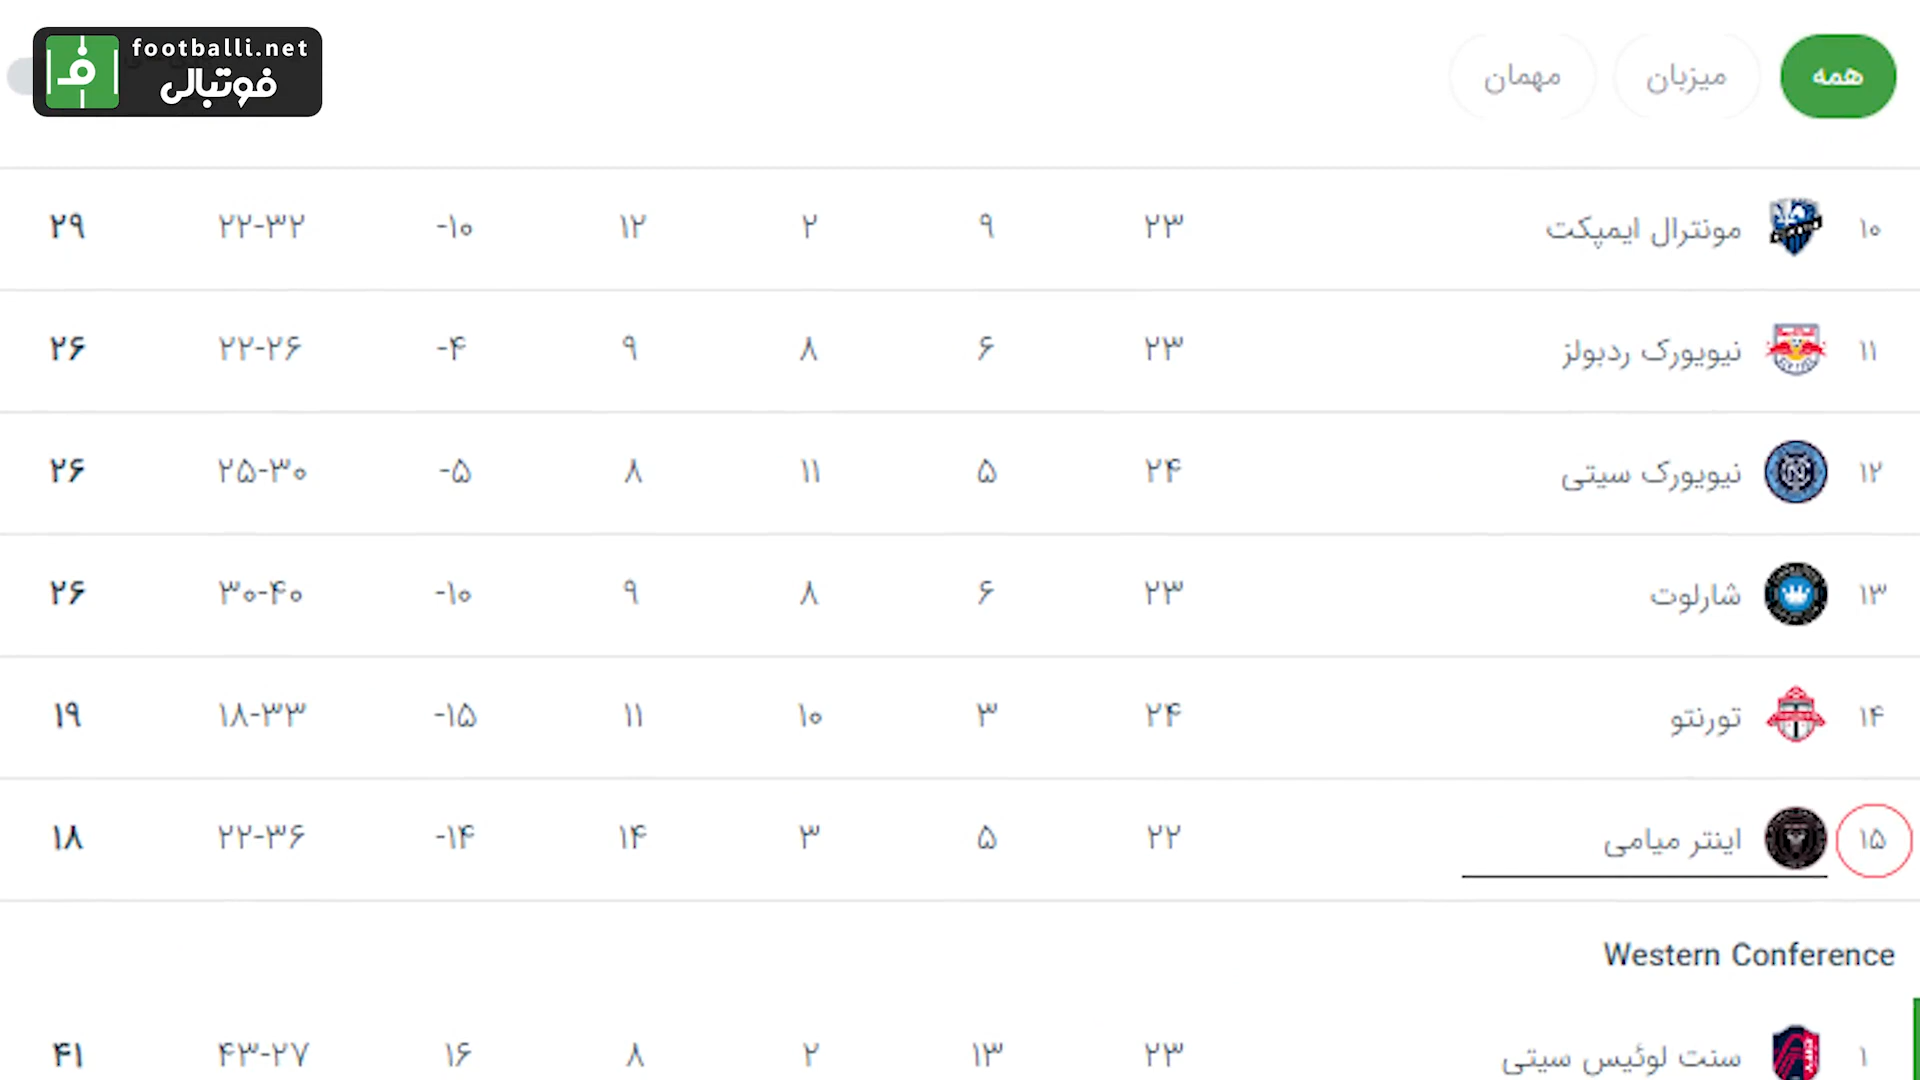 footballi.net
فوتبالی
همه میزبان مهمان
۱۰ مونترال ایمپکت ۲۳ ۹ ۲ ۱۲ -۱۰ ۲۲-۳۲ ۲۹
۱۱ نیویورک ردبولز ۲۳ ۶ ۸ ۹ -۴ ۲۲-۲۶ ۲۶
۱۲ نیویورک سیتی ۲۴ ۵ ۱۱ ۸ -۵ ۲۵-۳۰ ۲۶
۱۳ شارلوت ۲۳ ۶ ۸ ۹ -۱۰ ۳۰-۴۰ ۲۶
۱۴ تورنتو ۲۴ ۳ ۱۰ ۱۱ -۱۵ ۱۸-۳۳ ۱۹
۱۵ اینتر میامی ۲۲ ۵ ۳ ۱۴ -۱۴ ۲۲-۳۶ ۱۸
Western Conference
۱ سنت لوئیس سیتی ۲۳ ۱۳ ۲ ۸ ۱۶ ۴۳-۲۷ ۴۱